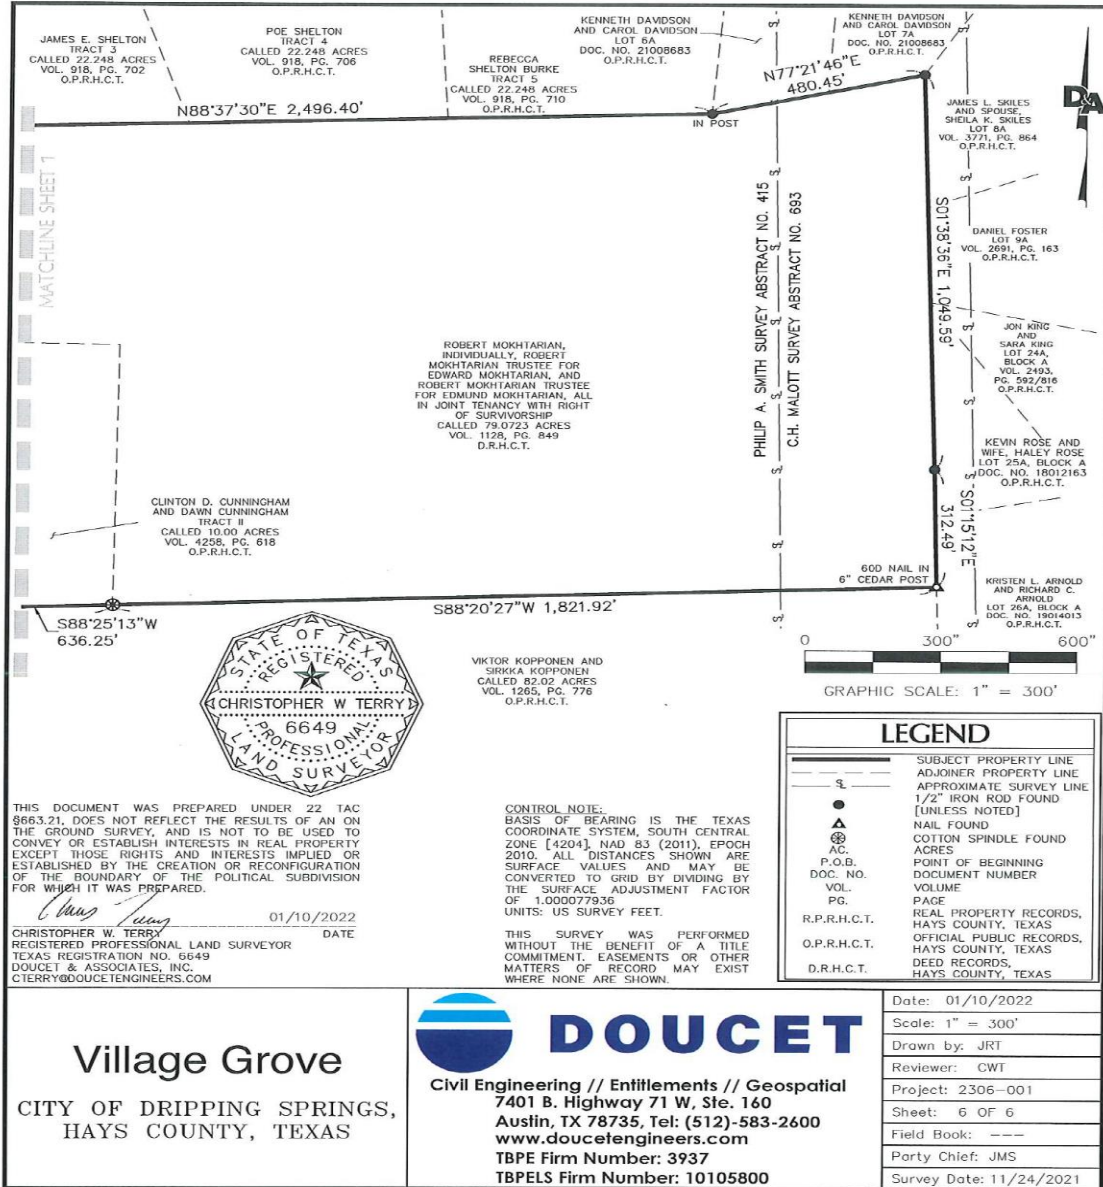 JAMES E. SHELTON
TRACT 3
CALLED 22.248 ACRES
VOL. 918, PG. 702
O.P.R.H.C.T.
POE SHELTON
TRACT 4
CALLED 22.248 ACRES
VOL. 918, PG. 706
O.P.R.H.C.T.
REBECCA
SHELTON BURKE
TRACT 5
CALLED 22.248 ACRES
VOL. 918, PG. 710
O.P.R.H.C.T.
KENNETH DAVIDSON
AND CAROL DAVIDSON
LOT 6A
DOC. NO. 21008683
O.P.R.H.C.T.
KENNETH DAVIDSON
AND CAROL DAVIDSON
LOT 7A
DOC. NO. 21008683
O.P.R.H.C.T.
N88°37'30"E 2,496.40'
N77°21'46"E
480.45'
IN POST
D&A
JAMES L. SKILES
AND SPOUSE,
SHEILA K. SKILES
LOT 8A
VOL. 3771, PG. 864
O.P.R.H.C.T.
MATCHLINE SHEET 7
PHILIP A. SMITH SURVEY ABSTRACT NO. 415
C.H. MALOTT SURVEY ABSTRACT NO. 693
S01°38'36"E 1,049.59'
DANIEL FOSTER
LOT 9A
VOL. 2691, PG. 163
O.P.R.H.C.T.
JON KING
AND
SARA KING
LOT 24A,
BLOCK A
VOL. 2493,
PG. 592/816
O.P.R.H.C.T.
ROBERT MOKHTARIAN,
INDIVIDUALLY, ROBERT
MOKHTARIAN TRUSTEE FOR
EDWARD MOKHTARIAN, AND
ROBERT MOKHTARIAN TRUSTEE
FOR EDMUND MOKHTARIAN, ALL
IN JOINT TENANCY WITH RIGHT
OF SURVIVORSHIP
CALLED 79.0723 ACRES
VOL. 1128, PG. 849
D.R.H.C.T.
KEVIN ROSE AND
WIFE, HALEY ROSE
LOT 25A, BLOCK A
DOC. NO. 18012163
O.P.R.H.C.T.
CLINTON D. CUNNINGHAM
AND DAWN CUNNINGHAM
TRACT II
CALLED 10.00 ACRES
VOL. 4258, PG. 618
O.P.R.H.C.T.
S01°15'12"E
312.49'
60D NAIL IN
6" CEDAR POST
KRISTEN L. ARNOLD
AND RICHARD C.
ARNOLD
LOT 26A, BLOCK A
DOC. NO. 19014013
O.P.R.H.C.T.
S88°25'13"W
636.25'
S88°20'27"W 1,821.92'
VIKTOR KOPPONEN AND
SIRKKA KOPPONEN
CALLED 82.02 ACRES
VOL. 1265, PG. 776
O.P.R.H.C.T.
STATE OF TEXAS
REGISTERED
CHRISTOPHER W TERRY
6649
PROFESSIONAL
LAND SURVEYOR
0 300" 600"
GRAPHIC SCALE: 1" = 300'
LEGEND
SUBJECT PROPERTY LINE
ADJOINER PROPERTY LINE
APPROXIMATE SURVEY LINE
1/2" IRON ROD FOUND
[UNLESS NOTED]
NAIL FOUND
COTTON SPINDLE FOUND
AC. ACRES
P.O.B. POINT OF BEGINNING
DOC. NO. DOCUMENT NUMBER
VOL. VOLUME
PG. PAGE
R.P.R.H.C.T. REAL PROPERTY RECORDS,
HAYS COUNTY, TEXAS
O.P.R.H.C.T. OFFICIAL PUBLIC RECORDS,
HAYS COUNTY, TEXAS
D.R.H.C.T. DEED RECORDS,
HAYS COUNTY, TEXAS
THIS DOCUMENT WAS PREPARED UNDER 22 TAC
§663.21, DOES NOT REFLECT THE RESULTS OF AN ON
THE GROUND SURVEY, AND IS NOT TO BE USED TO
CONVEY OR ESTABLISH INTERESTS IN REAL PROPERTY
EXCEPT THOSE RIGHTS AND INTERESTS IMPLIED OR
ESTABLISHED BY THE CREATION OR RECONFIGURATION
OF THE BOUNDARY OF THE POLITICAL SUBDIVISION
FOR WHICH IT WAS PREPARED.
01/10/2022
CHRISTOPHER W. TERRY DATE
REGISTERED PROFESSIONAL LAND SURVEYOR
TEXAS REGISTRATION NO. 6649
DOUCET & ASSOCIATES, INC.
CTERRY@DOUCETENGINEERS.COM
CONTROL NOTE:
BASIS OF BEARING IS THE TEXAS
COORDINATE SYSTEM, SOUTH CENTRAL
ZONE [4204], NAD 83 (2011), EPOCH
2010. ALL DISTANCES SHOWN ARE
SURFACE VALUES AND MAY BE
CONVERTED TO GRID BY DIVIDING BY
THE SURFACE ADJUSTMENT FACTOR
OF 1.000077936
UNITS: US SURVEY FEET.
THIS SURVEY WAS PERFORMED
WITHOUT THE BENEFIT OF A TITLE
COMMITMENT. EASEMENTS OR OTHER
MATTERS OF RECORD MAY EXIST
WHERE NONE ARE SHOWN.
Village Grove
CITY OF DRIPPING SPRINGS,
HAYS COUNTY, TEXAS
DOUCET
Civil Engineering // Entitlements // Geospatial
7401 B. Highway 71 W, Ste. 160
Austin, TX 78735, Tel: (512)-583-2600
www.doucetengineers.com
TBPE Firm Number: 3937
TBPELS Firm Number: 10105800
Date: 01/10/2022
Scale: 1" = 300'
Drawn by: JRT
Reviewer: CWT
Project: 2306-001
Sheet: 6 OF 6
Field Book: ---
Party Chief: JMS
Survey Date: 11/24/2021